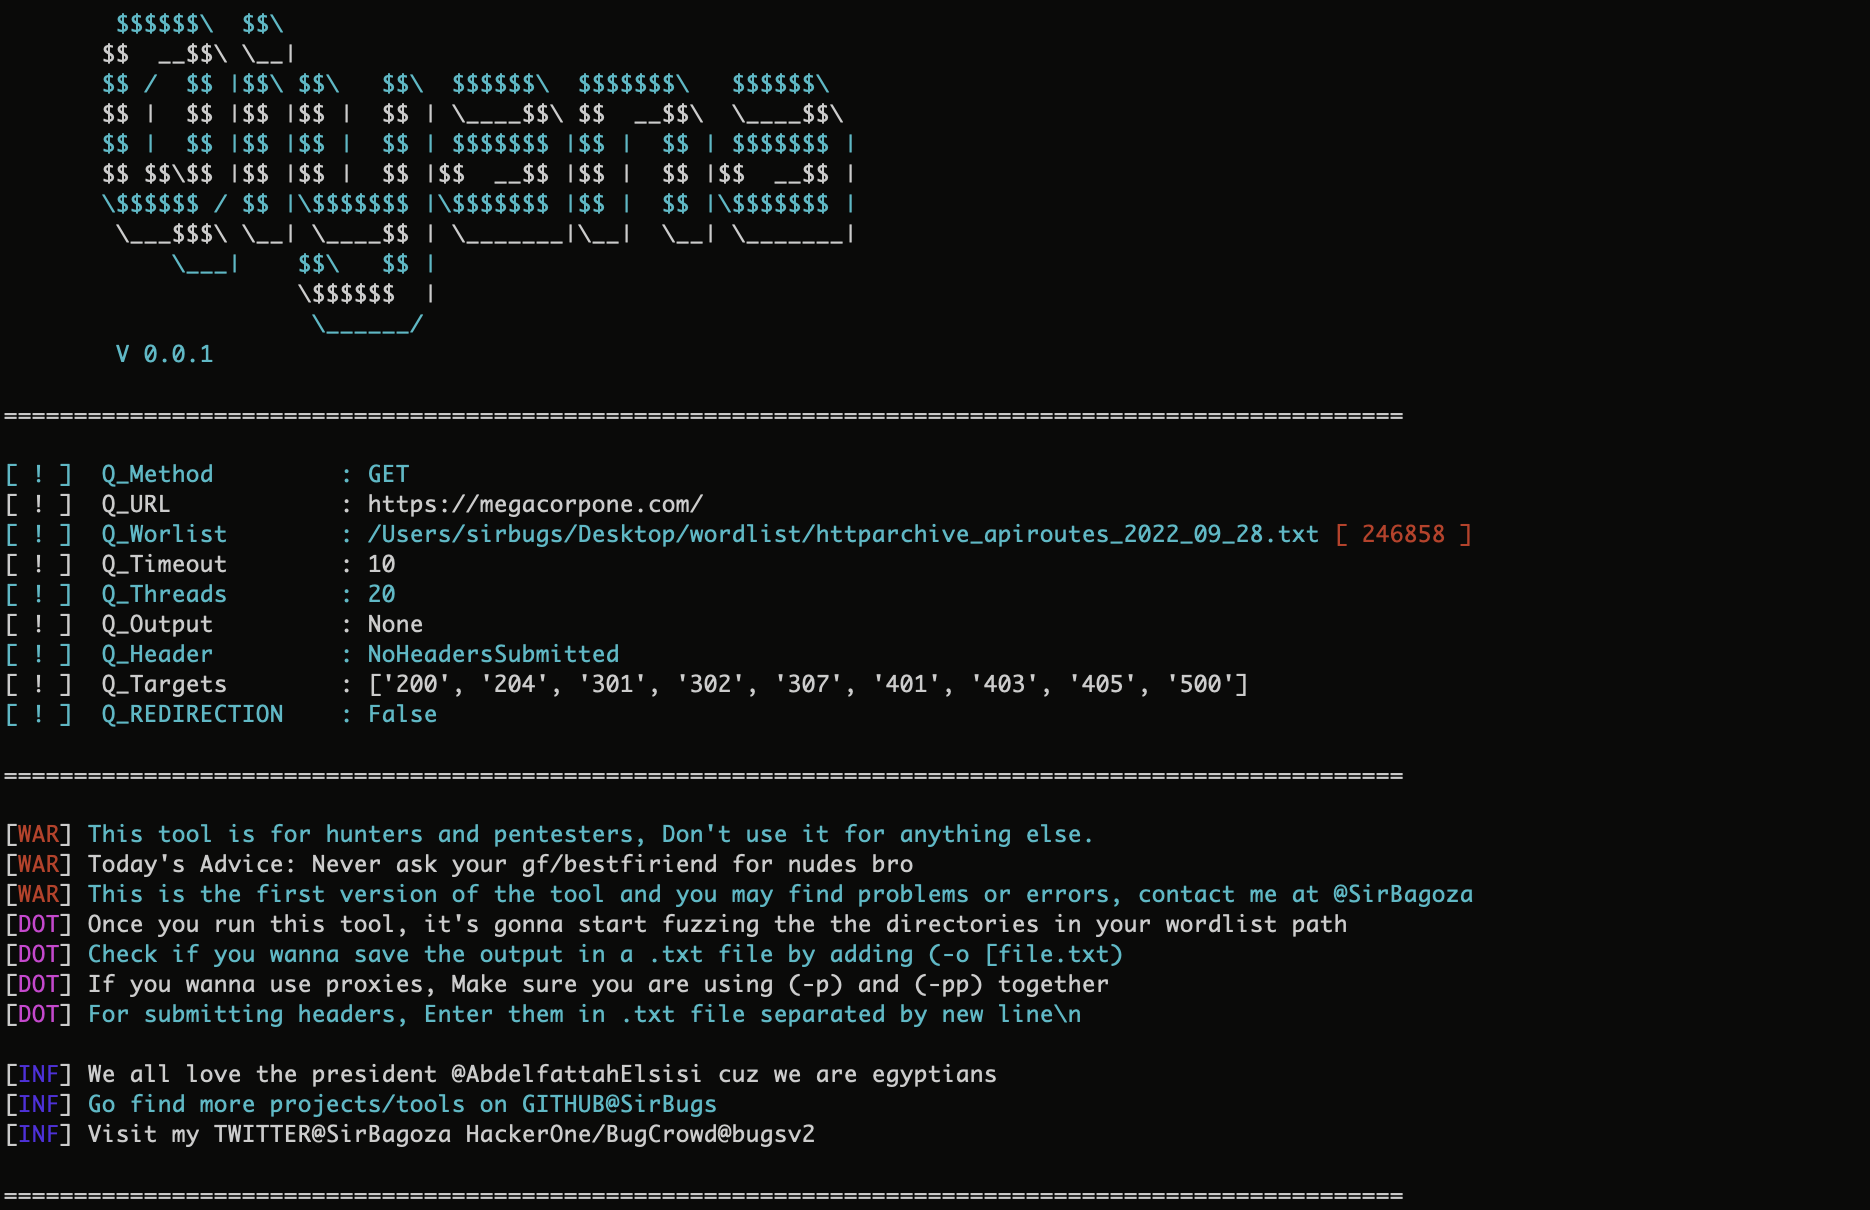 $$$$$$\  $$\
$$  __$$\ \__|
$$ /  $$ |$$\ $$\   $$\  $$$$$$\  $$$$$$$\   $$$$$$\
$$ |  $$ |$$ |$$ |  $$ | \____$$\ $$  __$$\  \____$$\
$$ |  $$ |$$ |$$ |  $$ | $$$$$$$ |$$ |  $$ | $$$$$$$ |
$$ $$\$$ |$$ |$$ |  $$ |$$  __$$ |$$ |  $$ |$$  __$$ |
\$$$$$$ / $$ |\$$$$$$$ |\$$$$$$$ |$$ |  $$ |\$$$$$$$ |
 \___$$$\ \__| \____$$ | \_______|\__|  \__| \_______|
     \___|    $$\   $$ |
              \$$$$$$  |
               \______/
V 0.0.1
====================================================================================================
[ ! ]  Q_Method         : GET
[ ! ]  Q_URL            : https://megacorpone.com/
[ ! ]  Q_Worlist        : /Users/sirbugs/Desktop/wordlist/httparchive_apiroutes_2022_09_28.txt [ 246858 ]
[ ! ]  Q_Timeout        : 10
[ ! ]  Q_Threads        : 20
[ ! ]  Q_Output         : None
[ ! ]  Q_Header         : NoHeadersSubmitted
[ ! ]  Q_Targets        : ['200', '204', '301', '302', '307', '401', '403', '405', '500']
[ ! ]  Q_REDIRECTION    : False
====================================================================================================
[WAR] This tool is for hunters and pentesters, Don't use it for anything else.
[WAR] Today's Advice: Never ask your gf/bestfiriend for nudes bro
[WAR] This is the first version of the tool and you may find problems or errors, contact me at @SirBagoza
[DOT] Once you run this tool, it's gonna start fuzzing the the directories in your wordlist path
[DOT] Check if you wanna save the output in a .txt file by adding (-o [file.txt)
[DOT] If you wanna use proxies, Make sure you are using (-p) and (-pp) together
[DOT] For submitting headers, Enter them in .txt file separated by new line\n
[INF] We all love the president @AbdelfattahElsisi cuz we are egyptians
[INF] Go find more projects/tools on GITHUB@SirBugs
[INF] Visit my TWITTER@SirBagoza HackerOne/BugCrowd@bugsv2
====================================================================================================